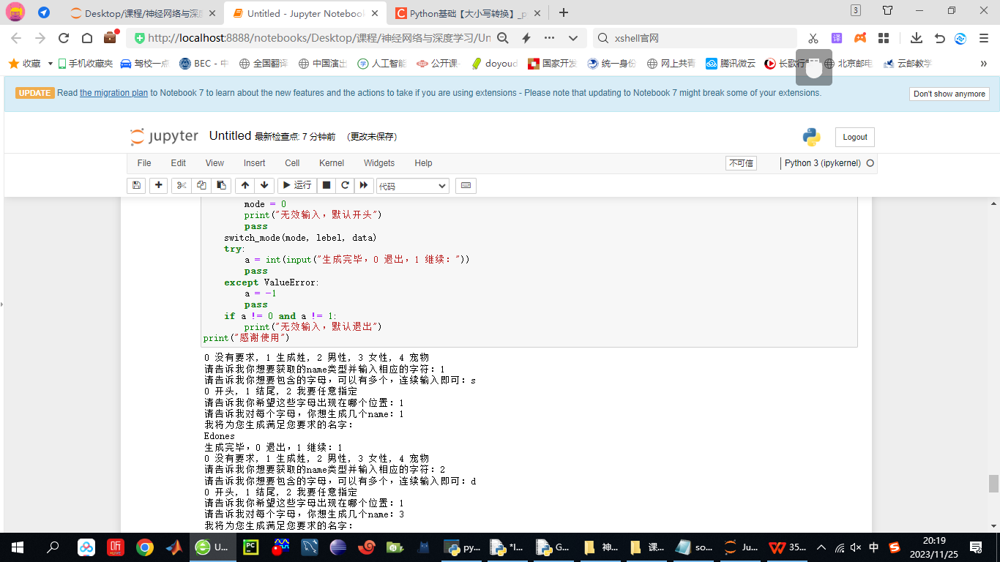 Desktop/课程/神经网络与深度
Untitled - Jupyter Notebook
Python基础【大小写转换】_p
3
http://localhost:8888/notebooks/Desktop/课程/神经网络与深度学习/Un
xshell官网
译
收藏
手机收藏夹
驾校一点
BEC - 中
全国翻译
中国演出
人工智能
公开课
doyoud
国家开发
统一身份
网上共青
腾讯微云
长歌行
北京邮电
云邮教学
»
UPDATE Read the migration plan to Notebook 7 to learn about the new features and the actions to take if you are using extensions - Please note that updating to Notebook 7 might break some of your extensions.
Don't show anymore
jupyter Untitled 最新检查点: 7 分钟前 (更改未保存)
Logout
File Edit View Insert Cell Kernel Widgets Help
不可信
Python 3 (ipykernel)
运行
代码
mode = 0
print("无效输入，默认开头")
pass
switch_mode(mode, lebel, data)
try:
a = int(input("生成完毕，0 退出，1 继续："))
pass
except ValueError:
a = -1
pass
if a != 0 and a != 1:
print("无效输入，默认退出")
print("感谢使用")
0 没有要求, 1 生成姓, 2 男性, 3 女性, 4 宠物
请告诉我你想要获取的name类型并输入相应的字符：1
请告诉我你想要包含的字母，可以有多个，连续输入即可：s
0 开头, 1 结尾, 2 我要任意指定
请告诉我你希望这些字母出现在哪个位置：1
请告诉我对每个字母，你想生成几个name：1
我将为您生成满足您要求的名字：
Edones
生成完毕，0 退出，1 继续：1
0 没有要求, 1 生成姓, 2 男性, 3 女性, 4 宠物
请告诉我你想要获取的name类型并输入相应的字符：2
请告诉我你想要包含的字母，可以有多个，连续输入即可：d
0 开头, 1 结尾, 2 我要任意指定
请告诉我你希望这些字母出现在哪个位置：1
请告诉我对每个字母，你想生成几个name：3
我将为您生成满足您要求的名字：
听
LIVE
U...
PC
py...
*I...
G...
神...
课...
so...
Ju...
35...
中
20:19
2023/11/25